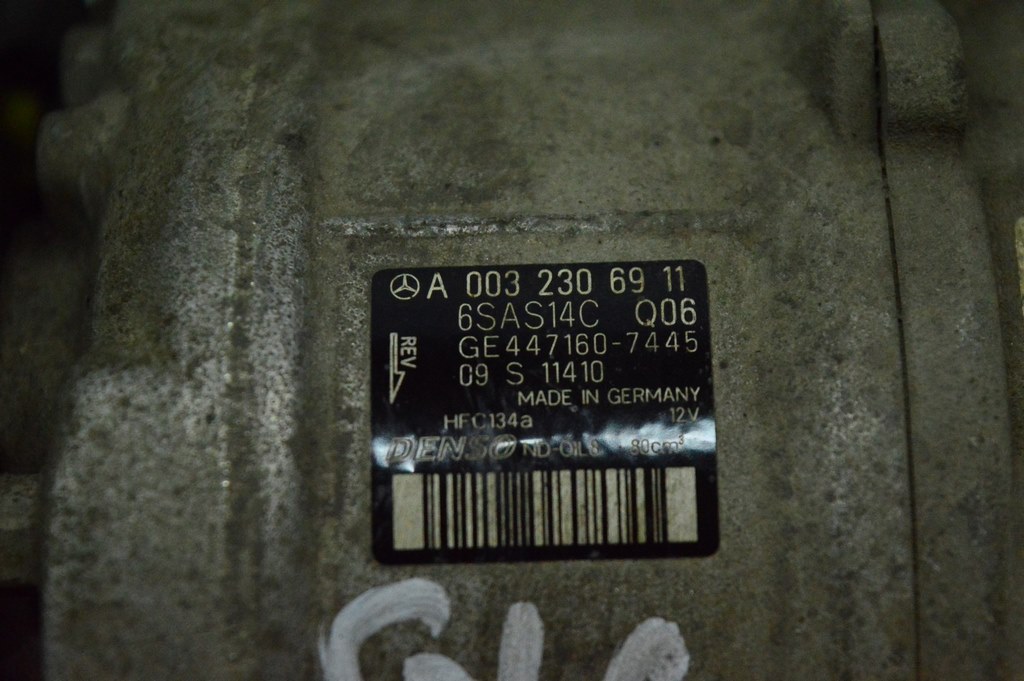 A 003 230 69 11
6SAS14C Q06
REV.
GE447160-7445
09 S 11410
MADE IN GERMANY
HFC134a 12V
DENSO ND-OIL8 80cm³